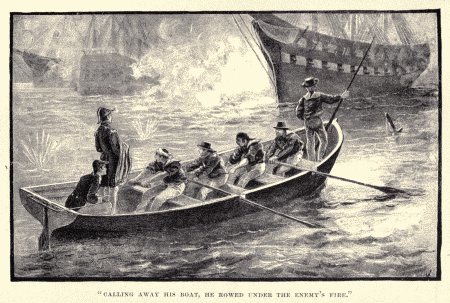 "CALLING AWAY HIS BOAT, HE ROWED UNDER THE ENEMY'S FIRE."